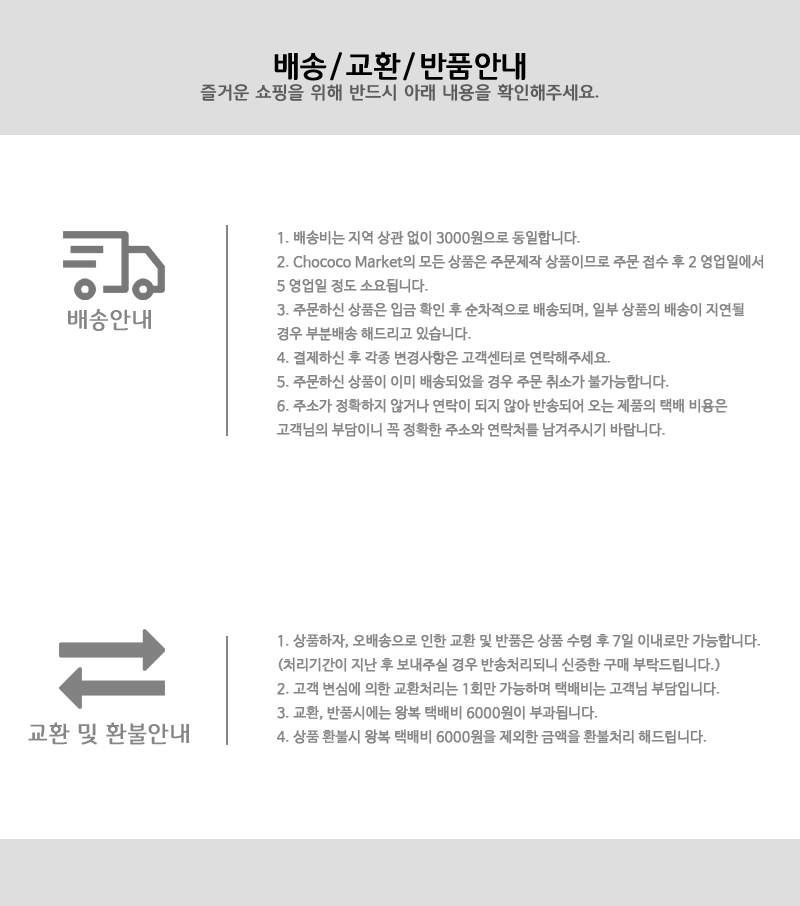 배송/교환/반품안내
즐거운 쇼핑을 위해 반드시 아래 내용을 확인해주세요.
배송안내
1. 배송비는 지역 상관 없이 3000원으로 동일합니다.
2. Chococo Market의 모든 상품은 주문제작 상품이므로 주문 접수 후 2 영업일에서
5 영업일 정도 소요됩니다.
3. 주문하신 상품은 입금 확인 후 순차적으로 배송되며, 일부 상품의 배송이 지연될
경우 부분배송 해드리고 있습니다.
4. 결제하신 후 각종 변경사항은 고객센터로 연락해주세요.
5. 주문하신 상품이 이미 배송되었을 경우 주문 취소가 불가능합니다.
6. 주소가 정확하지 않거나 연락이 되지 않아 반송되어 오는 제품의 택배 비용은
고객님의 부담이니 꼭 정확한 주소와 연락처를 남겨주시기 바랍니다.
교환 및 환불안내
1. 상품하자, 오배송으로 인한 교환 및 반품은 상품 수령 후 7일 이내로만 가능합니다.
(처리기간이 지난 후 보내주실 경우 반송처리되니 신중한 구매 부탁드립니다.)
2. 고객 변심에 의한 교환처리는 1회만 가능하며 택배비는 고객님 부담입니다.
3. 교환, 반품시에는 왕복 택배비 6000원이 부과됩니다.
4. 상품 환불시 왕복 택배비 6000원을 제외한 금액을 환불처리 해드립니다.